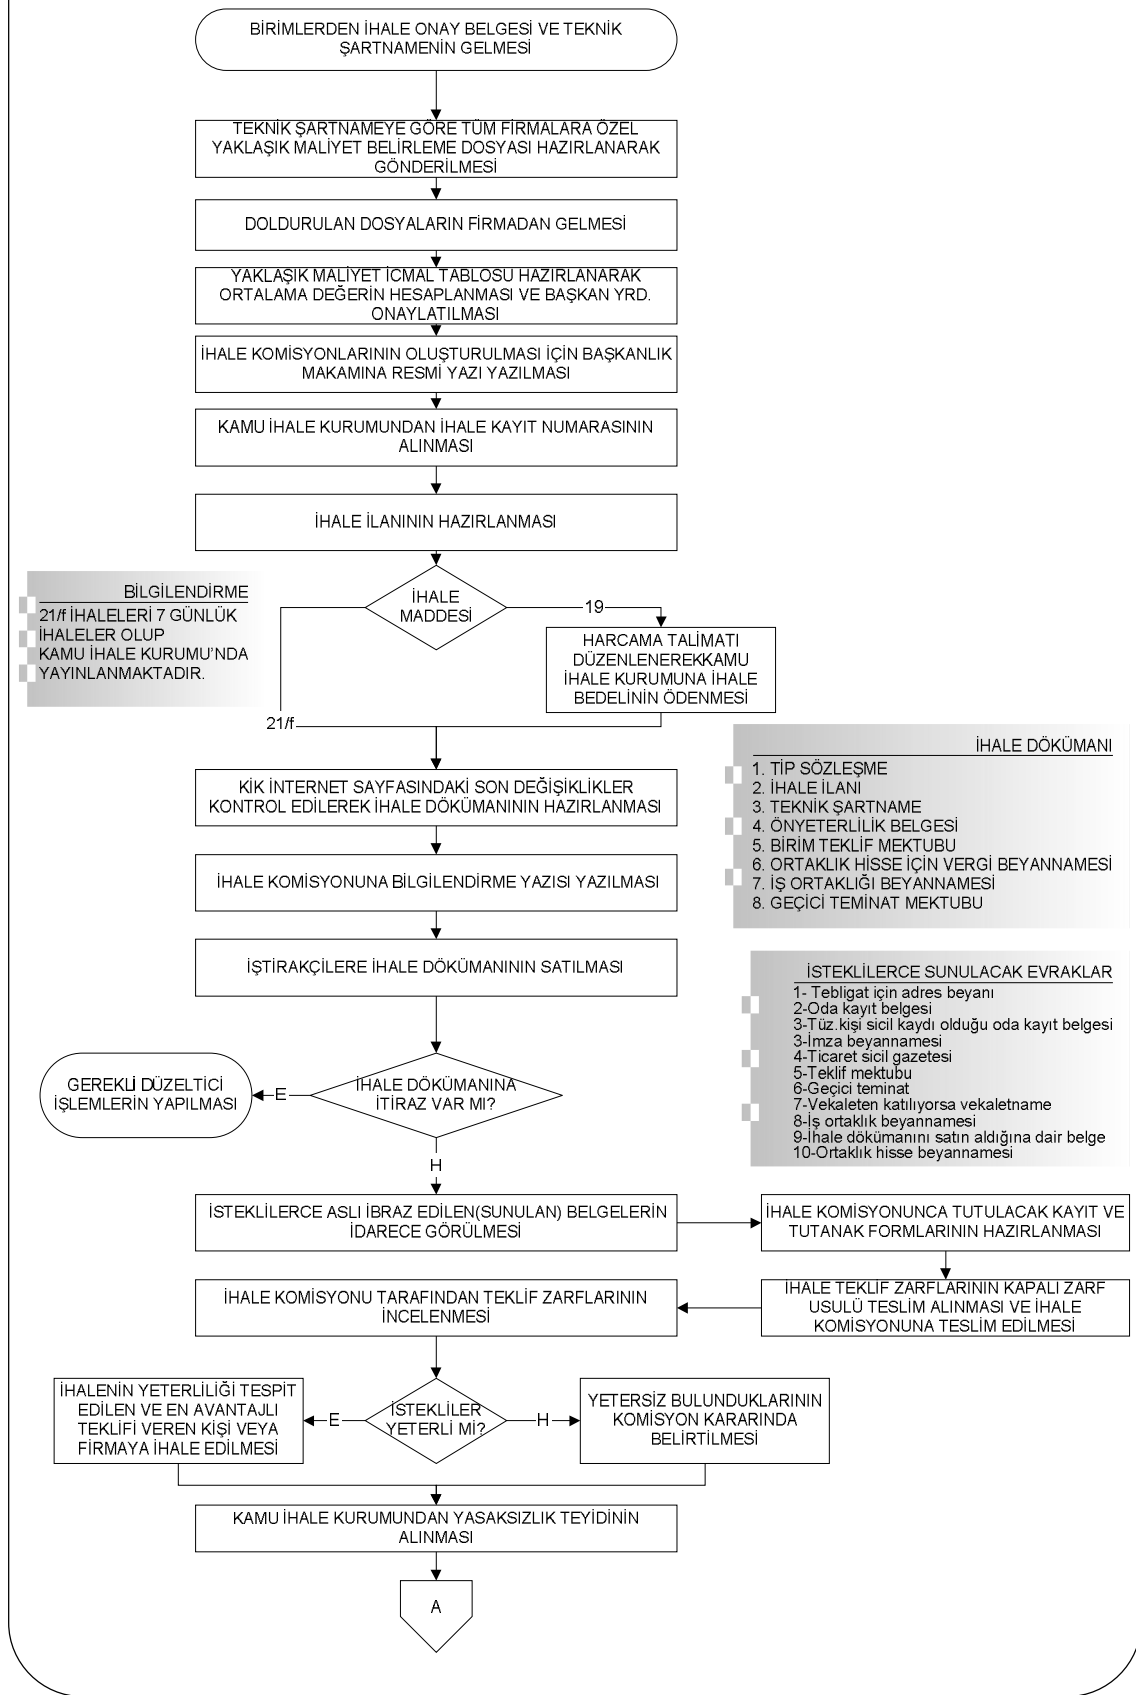 BİRİMLERDEN İHALE ONAY BELGESİ VE TEKNİK
ŞARTNAMENİN GELMESİ
TEKNİK ŞARTNAMEYE GÖRE TÜM FİRMALARA ÖZEL
YAKLAŞIK MALİYET BELİRLEME DOSYASI HAZIRLANARAK
GÖNDERİLMESİ
DOLDURULAN DOSYALARIN FİRMADAN GELMESİ
YAKLAŞIK MALİYET İCMAL TABLOSU HAZIRLANARAK
ORTALAMA DEĞERİN HESAPLANMASI VE BAŞKAN YRD.
ONAYLATILMASI
İHALE KOMİSYONLARININ OLUŞTURULMASI İÇİN BAŞKANLIK
MAKAMINA RESMİ YAZI YAZILMASI
KAMU İHALE KURUMUNDAN İHALE KAYIT NUMARASININ
ALINMASI
İHALE İLANININ HAZIRLANMASI
İHALE
MADDESİ
19
21/f
BİLGİLENDİRME
21/f İHALELERİ 7 GÜNLÜK
İHALELER OLUP
KAMU İHALE KURUMU'NDA
YAYINLANMAKTADIR.
HARCAMA TALİMATI
DÜZENLENEREKKAMU
İHALE KURUMUNA İHALE
BEDELİNİN ÖDENMESİ
KİK İNTERNET SAYFASINDAKİ SON DEĞİŞİKLİKLER
KONTROL EDİLEREK İHALE DÖKÜMANININ HAZIRLANMASI
İHALE DÖKÜMANI
1. TİP SÖZLEŞME
2. İHALE İLANI
3. TEKNİK ŞARTNAME
4. ÖNYETERLİLİK BELGESİ
5. BİRİM TEKLİF MEKTUBU
6. ORTAKLIK HİSSE İÇİN VERGİ BEYANNAMESİ
7. İŞ ORTAKLIĞI BEYANNAMESİ
8. GEÇİCİ TEMİNAT MEKTUBU
İHALE KOMİSYONUNA BİLGİLENDİRME YAZISI YAZILMASI
İŞTİRAKÇİLERE İHALE DÖKÜMANININ SATILMASI
İSTEKLİLERCE SUNULACAK EVRAKLAR
1- Tebligat için adres beyanı
2-Oda kayıt belgesi
3-Tüz.kişi sicil kaydı olduğu oda kayıt belgesi
3-İmza beyannamesi
4-Ticaret sicil gazetesi
5-Teklif mektubu
6-Geçici teminat
7-Vekaleten katılıyorsa vekaletname
8-İş ortaklık beyannamesi
9-İhale dökümanını satın aldığına dair belge
10-Ortaklık hisse beyannamesi
İHALE DÖKÜMANINA
İTİRAZ VAR MI?
E
GEREKLİ DÜZELTİCİ
İŞLEMLERİN YAPILMASI
H
İSTEKLİLERCE ASLI İBRAZ EDİLEN(SUNULAN) BELGELERİN
İDARECE GÖRÜLMESİ
İHALE KOMİSYONUNCA TUTULACAK KAYIT VE
TUTANAK FORMLARININ HAZIRLANMASI
İHALE TEKLİF ZARFLARININ KAPALI ZARF
USULÜ TESLİM ALINMASI VE İHALE
KOMİSYONUNA TESLİM EDİLMESİ
İHALE KOMİSYONU TARAFINDAN TEKLİF ZARFLARININ
İNCELENMESİ
İSTEKLİLER
YETERLİ Mİ?
E
H
İHALENİN YETERLİLİĞİ TESPİT
EDİLEN VE EN AVANTAJLI
TEKLİFİ VEREN KİŞİ VEYA
FİRMAYA İHALE EDİLMESİ
YETERSİZ BULUNDUKLARININ
KOMİSYON KARARINDA
BELİRTİLMESİ
KAMU İHALE KURUMUNDAN YASAKSIZLIK TEYİDİNİN
ALINMASI
A